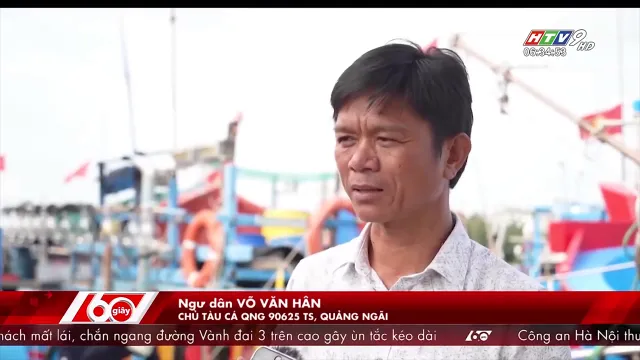 HTV9 HD
06:34:53
60 giây
Ngư dân VÕ VĂN HÂN
CHỦ TÀU CÁ QNG 90625 TS, QUẢNG NGÃI
hách mất lái, chắn ngang đường Vành đai 3 trên cao gây ùn tắc kéo dài
Công an Hà Nội th